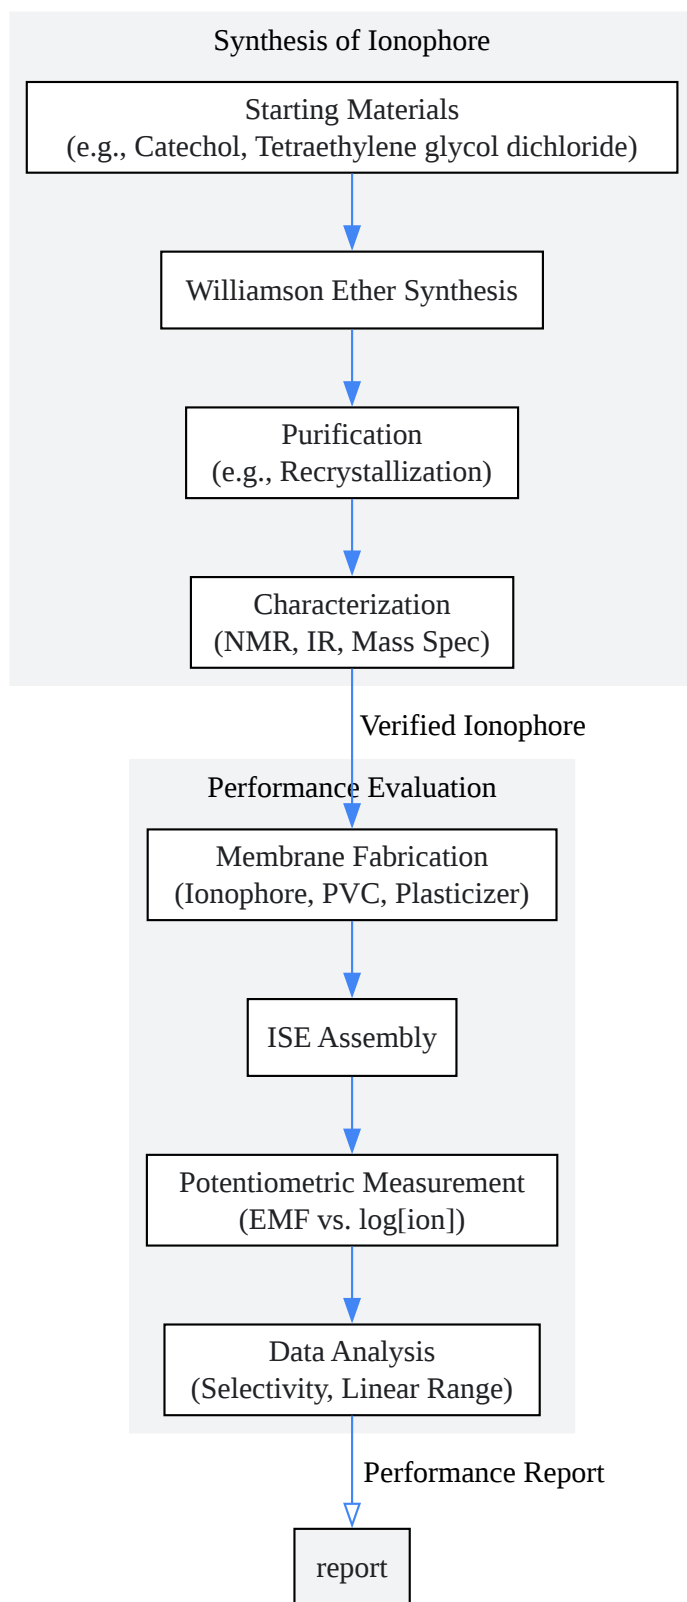 Synthesis of Ionophore
Starting Materials
(e.g., Catechol, Tetraethylene glycol dichloride)
Williamson Ether Synthesis
Purification
(e.g., Recrystallization)
Characterization
(NMR, IR, Mass Spec)
Verified Ionophore
Performance Evaluation
Membrane Fabrication
(Ionophore, PVC, Plasticizer)
ISE Assembly
Potentiometric Measurement
(EMF vs. log[ion])
Data Analysis
(Selectivity, Linear Range)
Performance Report
report